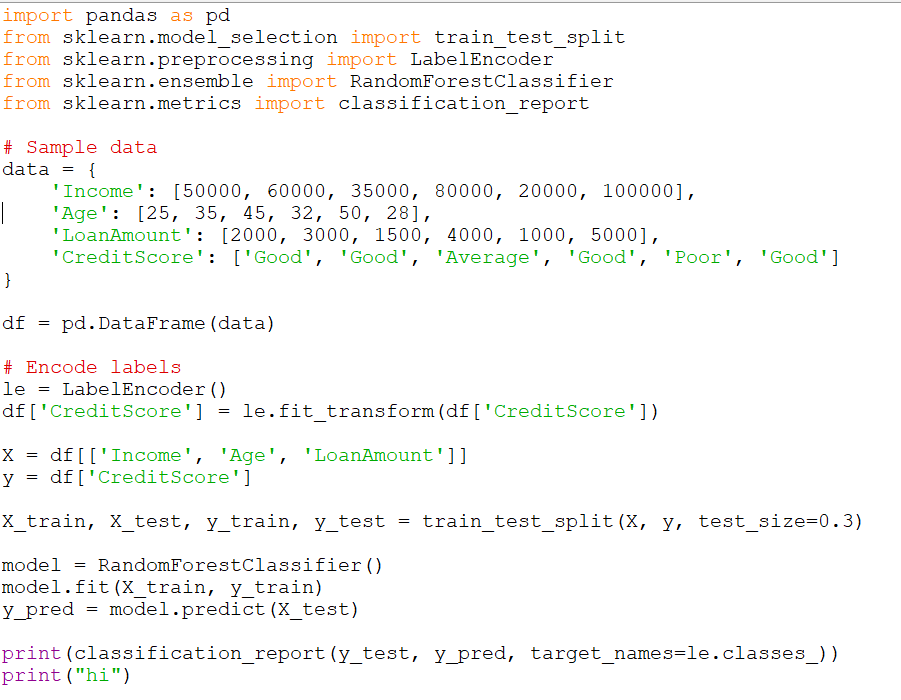 import pandas as pd
from sklearn.model_selection import train_test_split
from sklearn.preprocessing import LabelEncoder
from sklearn.ensemble import RandomForestClassifier
from sklearn.metrics import classification_report
# Sample data
data = {
    'Income': [50000, 60000, 35000, 80000, 20000, 100000],
    'Age': [25, 35, 45, 32, 50, 28],
    'LoanAmount': [2000, 3000, 1500, 4000, 1000, 5000],
    'CreditScore': ['Good', 'Good', 'Average', 'Good', 'Poor', 'Good']
}
df = pd.DataFrame(data)
# Encode labels
le = LabelEncoder()
df['CreditScore'] = le.fit_transform(df['CreditScore'])
X = df[['Income', 'Age', 'LoanAmount']]
y = df['CreditScore']
X_train, X_test, y_train, y_test = train_test_split(X, y, test_size=0.3)
model = RandomForestClassifier()
model.fit(X_train, y_train)
y_pred = model.predict(X_test)
print(classification_report(y_test, y_pred, target_names=le.classes_))
print("hi")